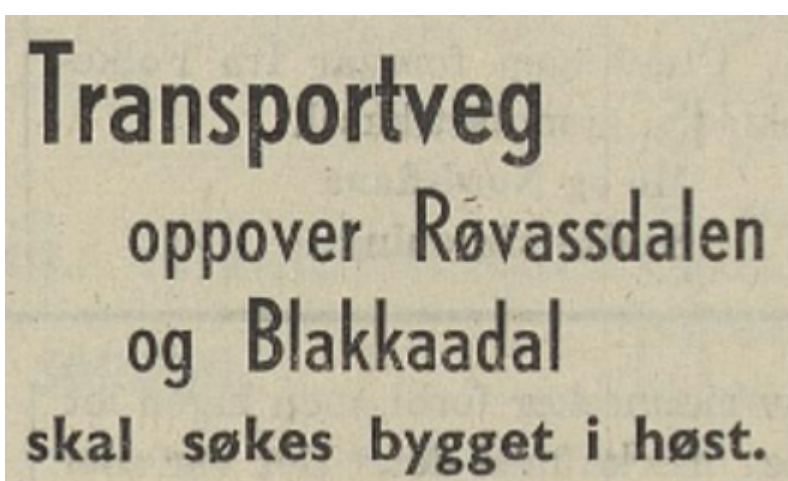 Transportveg
oppover Røvassdalen
og Blakkaadal
skal søkes bygget i høst.